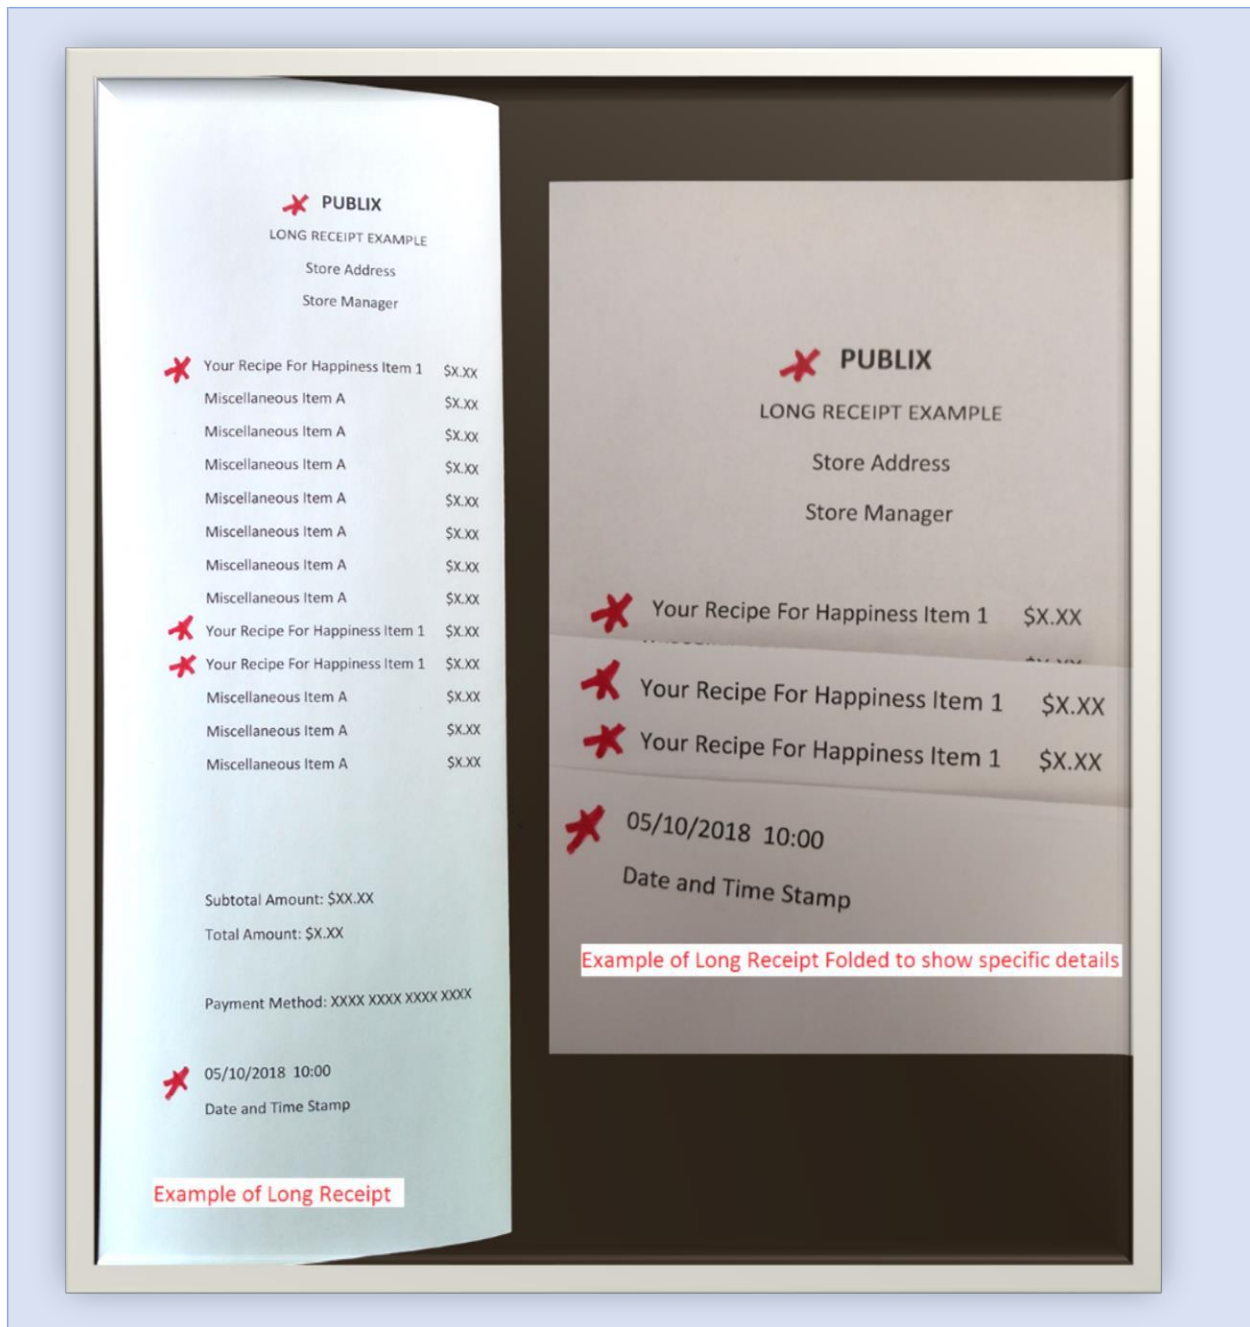 PUBLIX
LONG RECEIPT EXAMPLE
Store Address
Store Manager
Your Recipe For Happiness Item 1 $X.XX
Miscellaneous Item A $X.XX
Miscellaneous Item A $X.XX
Miscellaneous Item A $X.XX
Miscellaneous Item A $X.XX
Miscellaneous Item A $X.XX
Miscellaneous Item A $X.XX
Miscellaneous Item A $X.XX
Your Recipe For Happiness Item 1 $X.XX
Your Recipe For Happiness Item 1 $X.XX
Miscellaneous Item A $X.XX
Miscellaneous Item A $X.XX
Miscellaneous Item A $X.XX
Subtotal Amount: $XX.XX
Total Amount: $X.XX
Payment Method: XXXX XXXX XXXX XXXX
05/10/2018 10:00
Date and Time Stamp
Example of Long Receipt
PUBLIX
LONG RECEIPT EXAMPLE
Store Address
Store Manager
Your Recipe For Happiness Item 1 $X.XX
Your Recipe For Happiness Item 1 $X.XX
Your Recipe For Happiness Item 1 $X.XX
05/10/2018 10:00
Date and Time Stamp
Example of Long Receipt Folded to show specific details